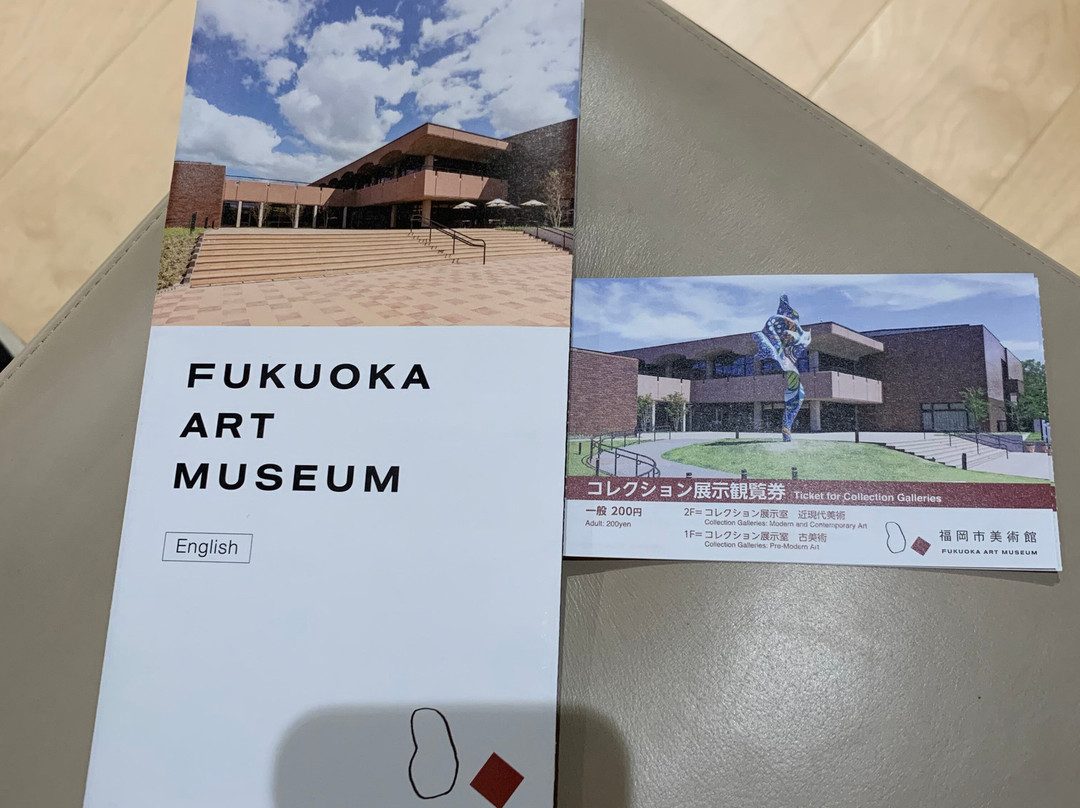 FUKUOKA
ART
MUSEUM
English
コレクション展示観覧券 Ticket for Collection Galleries
一般 200円
Adult: 200yen
2F=コレクション展示室 近現代美術
Collection Galleries: Modern and Contemporary Art
1F=コレクション展示室 古美術
Collection Galleries: Pre-Modern Art
福岡市美術館
FUKUOKA ART MUSEUM